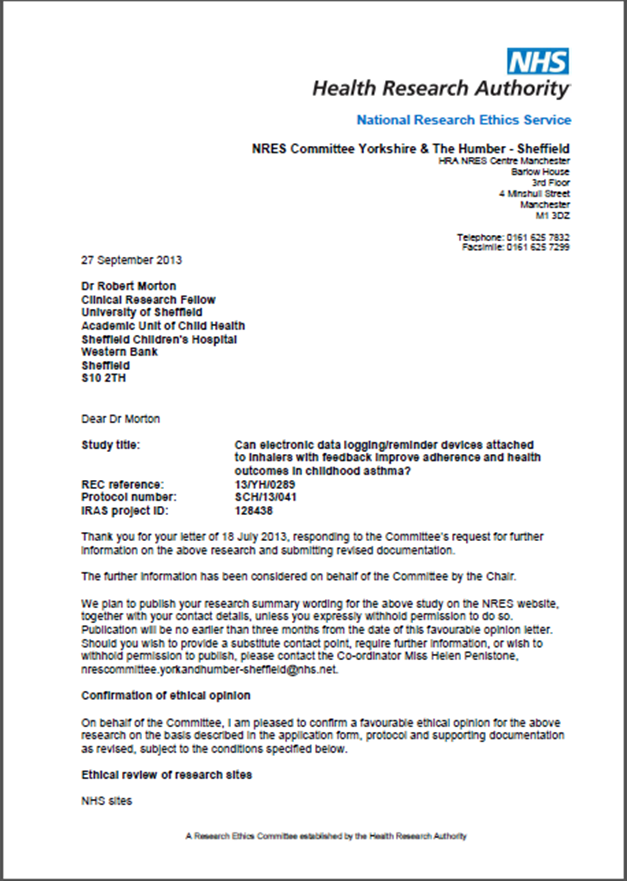 NHS
Health Research Authority
National Research Ethics Service
NRES Committee Yorkshire & The Humber - Sheffield
HRA NRES Centre Manchester
Barlow House
3rd Floor
4 Minshull Street
Manchester
M1 3DZ
Telephone: 0161 625 7832
Facsimile: 0161 625 7299
27 September 2013
Dr Robert Morton
Clinical Research Fellow
University of Sheffield
Academic Unit of Child Health
Sheffield Children's Hospital
Western Bank
Sheffield
S10 2TH
Dear Dr Morton
Study title: Can electronic data logging/reminder devices attached
to inhalers with feedback improve adherence and health
outcomes in childhood asthma?
REC reference: 13/YH/0289
Protocol number: SCH/13/041
IRAS project ID: 128438
Thank you for your letter of 18 July 2013, responding to the Committee's request for further
information on the above research and submitting revised documentation.
The further information has been considered on behalf of the Committee by the Chair.
We plan to publish your research summary wording for the above study on the NRES website,
together with your contact details, unless you expressly withhold permission to do so.
Publication will be no earlier than three months from the date of this favourable opinion letter.
Should you wish to provide a substitute contact point, require further information, or wish to
withhold permission to publish, please contact the Co-ordinator Miss Helen Penistone,
nrescommittee.yorkandhumber-sheffield@nhs.net.
Confirmation of ethical opinion
On behalf of the Committee, I am pleased to confirm a favourable ethical opinion for the above
research on the basis described in the application form, protocol and supporting documentation
as revised, subject to the conditions specified below.
Ethical review of research sites
NHS sites
A Research Ethics Committee established by the Health Research Authority